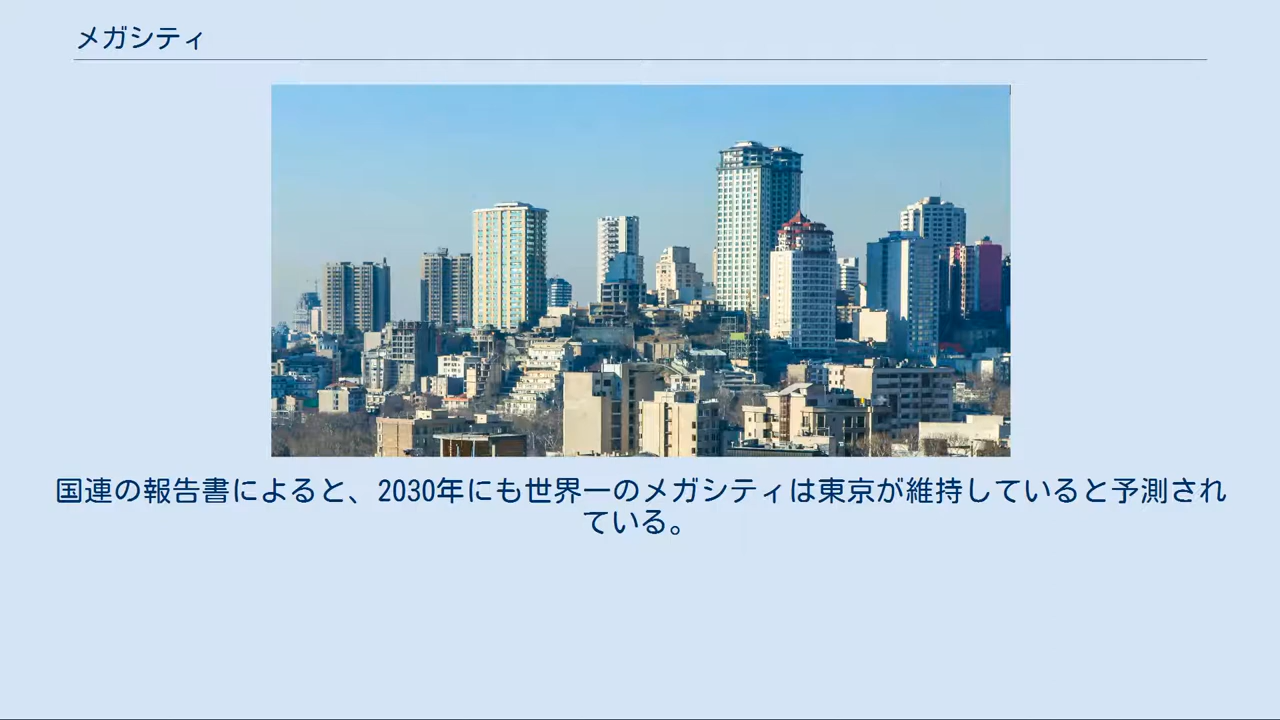 メガシティ
国連の報告書によると、2030年にも世界一のメガシティは東京が維持していると予測され
ている。